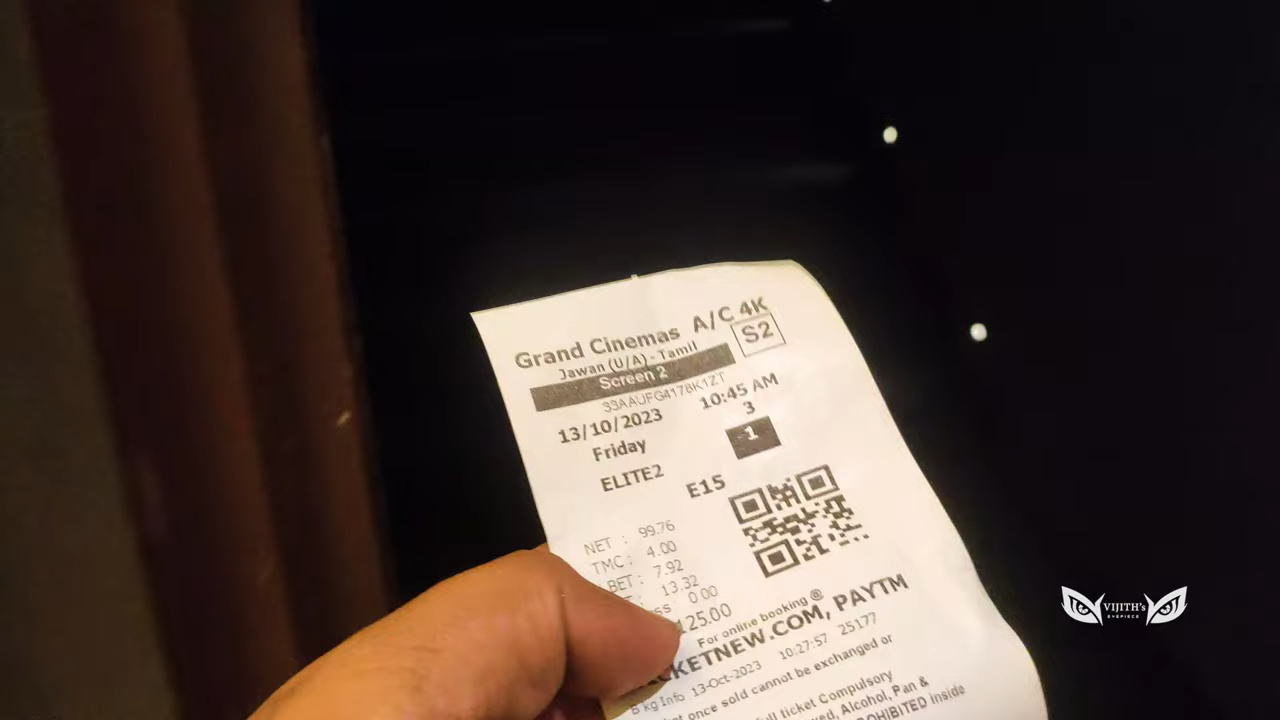 Grand Cinemas A/C 4K
Jawan (U/A) - Tamil
S2
Screen 2
33AAUFG4178K1ZT
13/10/2023 10:45 AM
Friday 3
1
ELITE2 E15
NET : 99.76
TMC : 4.00
BET : 7.92
: 13.32
0.00
125.00
For online booking @
CKETNEW.COM, PAYTM
B kg Info 13-Oct-2023 10:27:57 25177
once sold cannot be exchanged or
full ticket Compulsory
Alcohol, Pan &
inside
VIJITH's
EYEPIECE